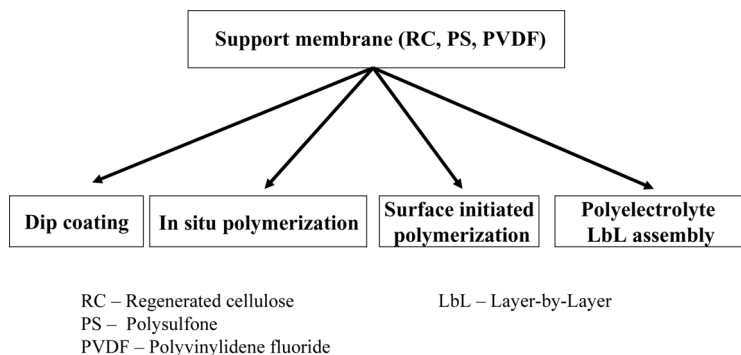 Support membrane (RC, PS, PVDF)
Dip coating
In situ polymerization
Surface initiated
polymerization
Polyelectrolyte
LbL assembly
RC – Regenerated cellulose
PS – Polysulfone
PVDF – Polyvinylidene fluoride
LbL – Layer-by-Layer